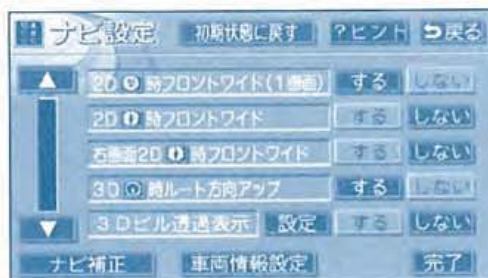 ナビ設定 初期状態に戻す ?ヒント 戻る
2D 時フロントワイド(1画面) する しない
2D 時フロントワイド する しない
右画面2D 時フロントワイド する しない
3D 時ルート方向アップ する しない
3Dビル透過表示 設定 する しない
ナビ補正 車両情報設定 完了